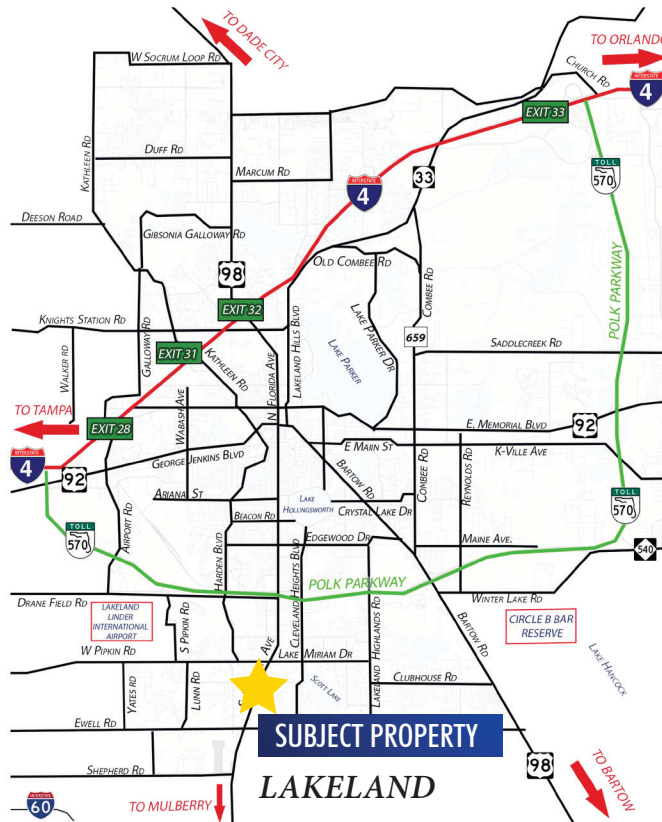 TO DADE CITY
TO ORLANDO
W SOCRUM LOOP RD
CHURCH RD
INTERSTATE
4
EXIT 33
KATHLEEN RD
DUFF RD
MARCUM RD
33
INTERSTATE
4
TOLL
570
DEESON ROAD
GIBSONIA GALLOWAY RD
OLD COMBEE RD
98
COMBEE RD
POLK PARKWAY
EXIT 32
KNIGHTS STATION RD
GALLOWAY RD
LAKELAND HILLS BLVD
LAKE PARKER DR
LAKE PARKER
659
SADDLECREEK RD
EXIT 31
KATHLEEN RD
N FLORIDA AVE
WALKER RD
WABASH AVE
TO TAMPA
EXIT 28
E. MEMORIAL BLVD
92
E MAIIN ST
K-VILLE AVE
GEORGE JENKINS BLVD
BARTOW RD
INTERSTATE
4
92
COMBEE RD
REYNOLDS RD
ARIANA ST
LAKE
HOLLINGSWORTH
CRYSTAL LAKE DR
TOLL
570
BEACON RD
TOLL
570
AIRPORT RD
HARDEN BLVD
CLEVELAND HEIGHTS BLVD
EDGEWOOD DR
MAINE AVE.
540
POLK PARKWAY
DRANE FIELD RD
WINTER LAKE RD
LAKELAND
LINDER
INTERNATIONAL
AIRPORT
S PIPKIN RD
LAKELAND HIGHLANDS RD
BARTOW RD
CIRCLE B BAR
RESERVE
W PIPKIN RD
AVE
LAKE MIRIAM DR
LAKE HANCOCK
YATES RD
LUNN RD
S
SCOTT LAKE
CLUBHOUSE RD
EWELL RD
SUBJECT PROPERTY
SHEPHERD RD
LAKELAND
98
TO BARTOW
INTERSTATE
60
TO MULBERRY